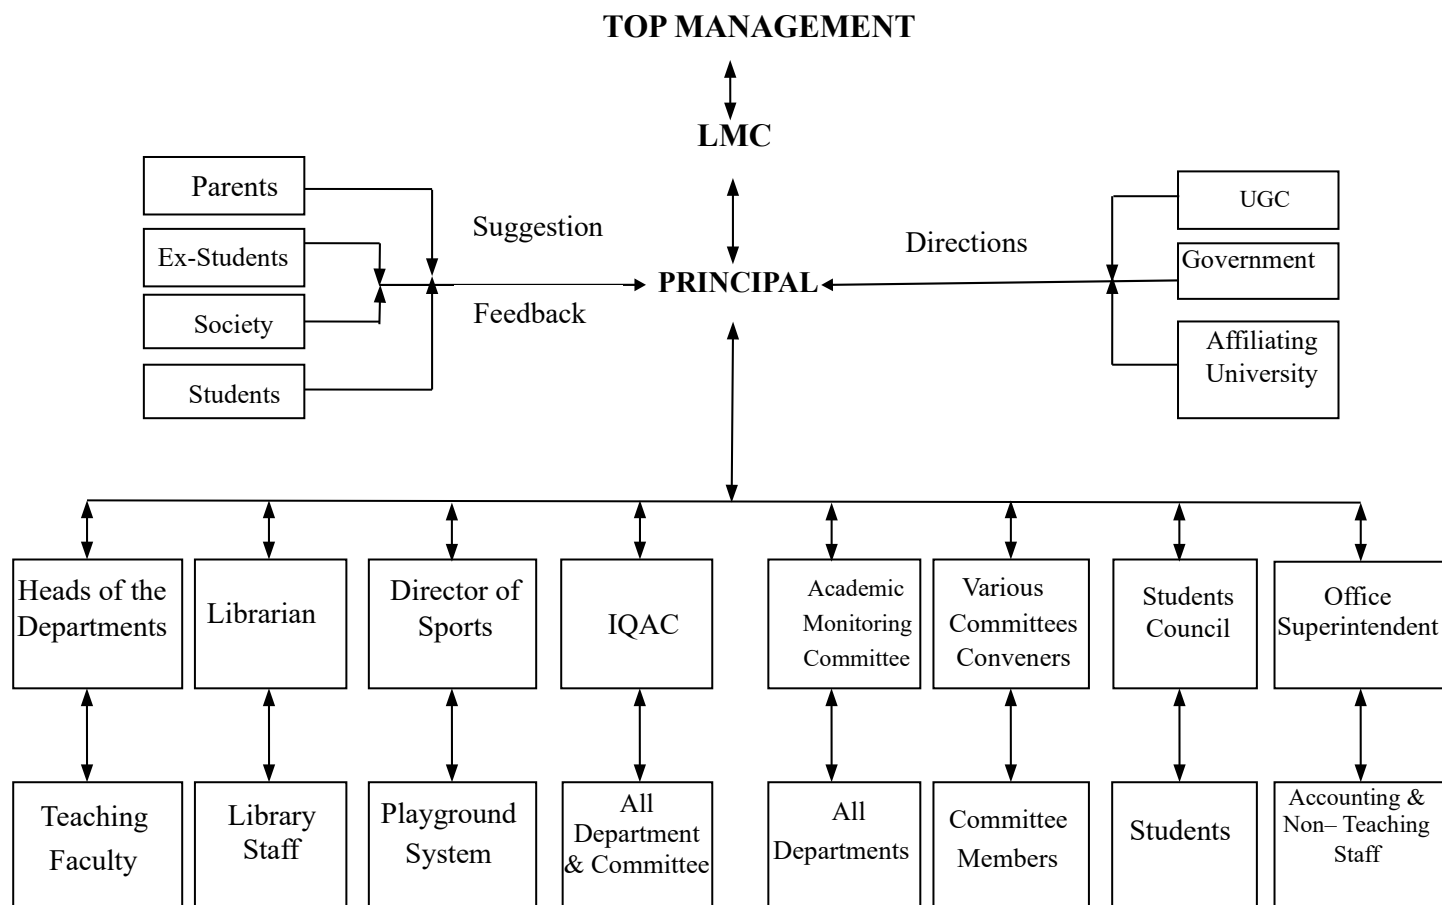 TOP MANAGEMENT
LMC
Parents
Ex-Students
Society
Students
Suggestion
Feedback
PRINCIPAL
Directions
UGC
Government
Affiliating
University
Heads of the
Departments
Librarian
Director of
Sports
IQAC
Academic
Monitoring
Committee
Various
Committees
Conveners
Students
Council
Office
Superintendent
Teaching
Faculty
Library
Staff
Playground
System
All
Department
& Committee
All
Departments
Committee
Members
Students
Accounting &
Non– Teaching
Staff